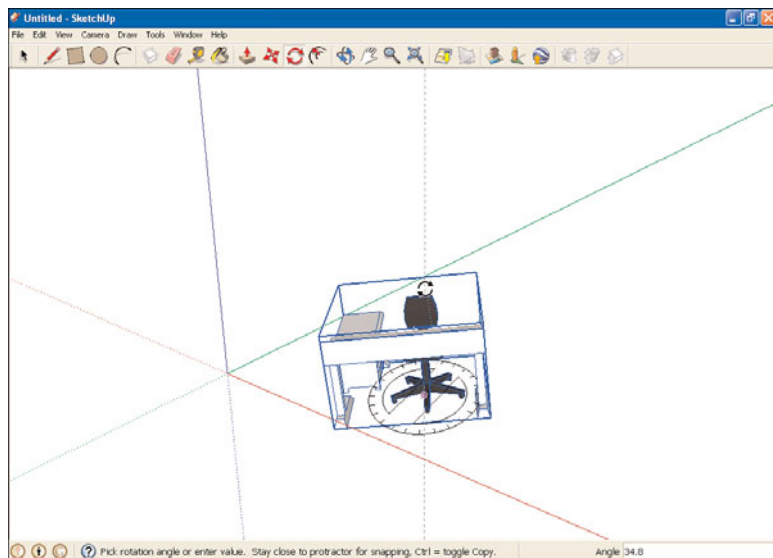 Untitled - SketchUp
File Edit View Camera Draw Tools Window Help
Pick rotation angle or enter value. Stay close to protractor for snapping, Ctrl = toggle Copy. Angle 34.8